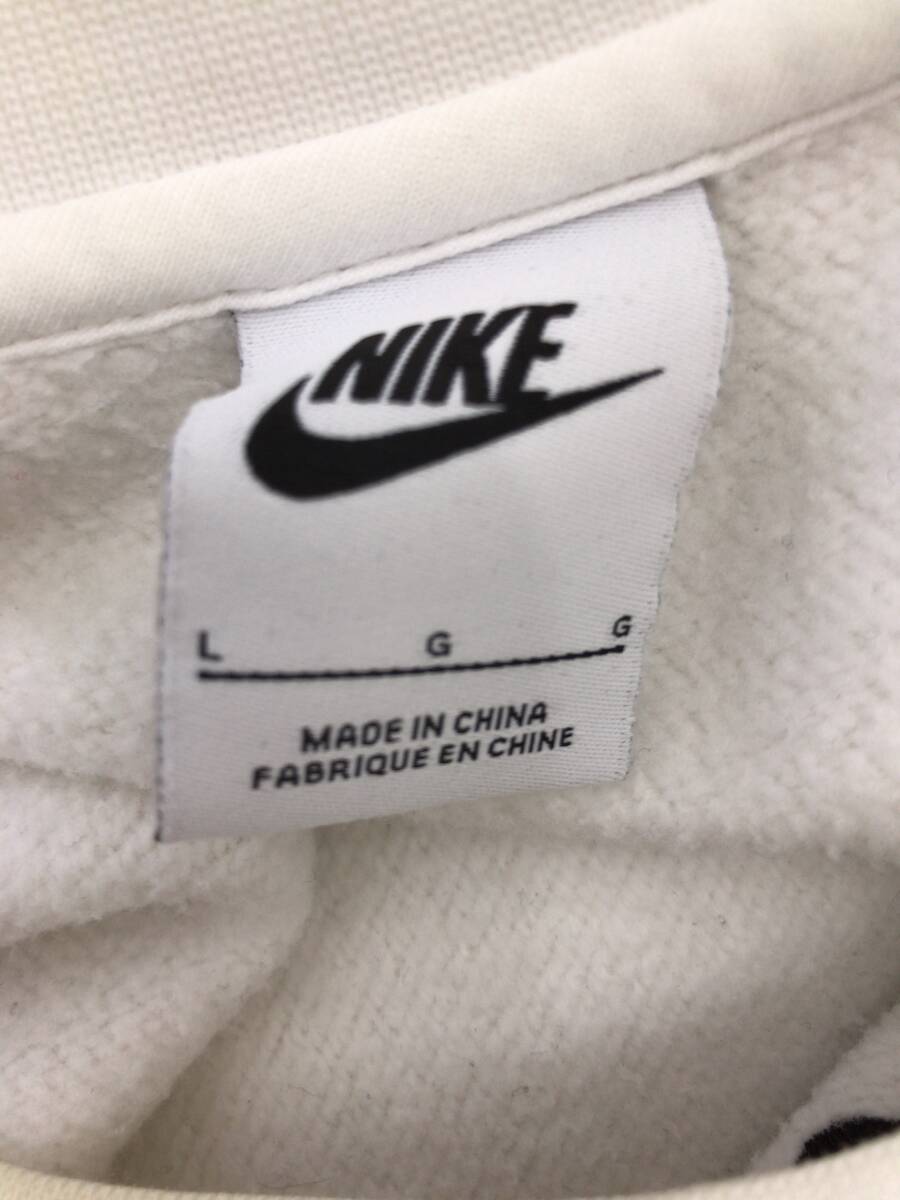 NIKE
L G G
MADE IN CHINA
FABRIQUE EN CHINE